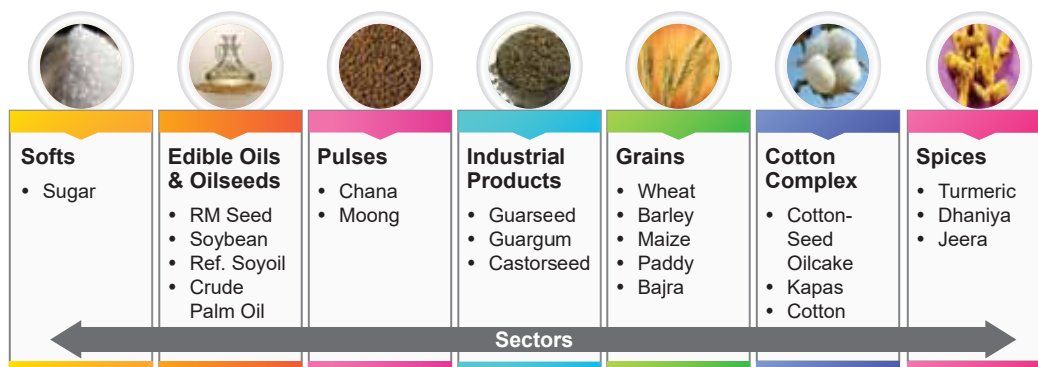 Softs
• Sugar
Edible Oils
& Oilseeds
• RM Seed
• Soybean
• Ref. Soyoil
• Crude
Palm Oil
Pulses
• Chana
• Moong
Industrial
Products
• Guarseed
• Guargum
• Castorseed
Grains
• Wheat
• Barley
• Maize
• Paddy
• Bajra
Cotton
Complex
• Cotton-
Seed
Oilcake
• Kapas
• Cotton
Spices
• Turmeric
• Dhaniya
• Jeera
Sectors